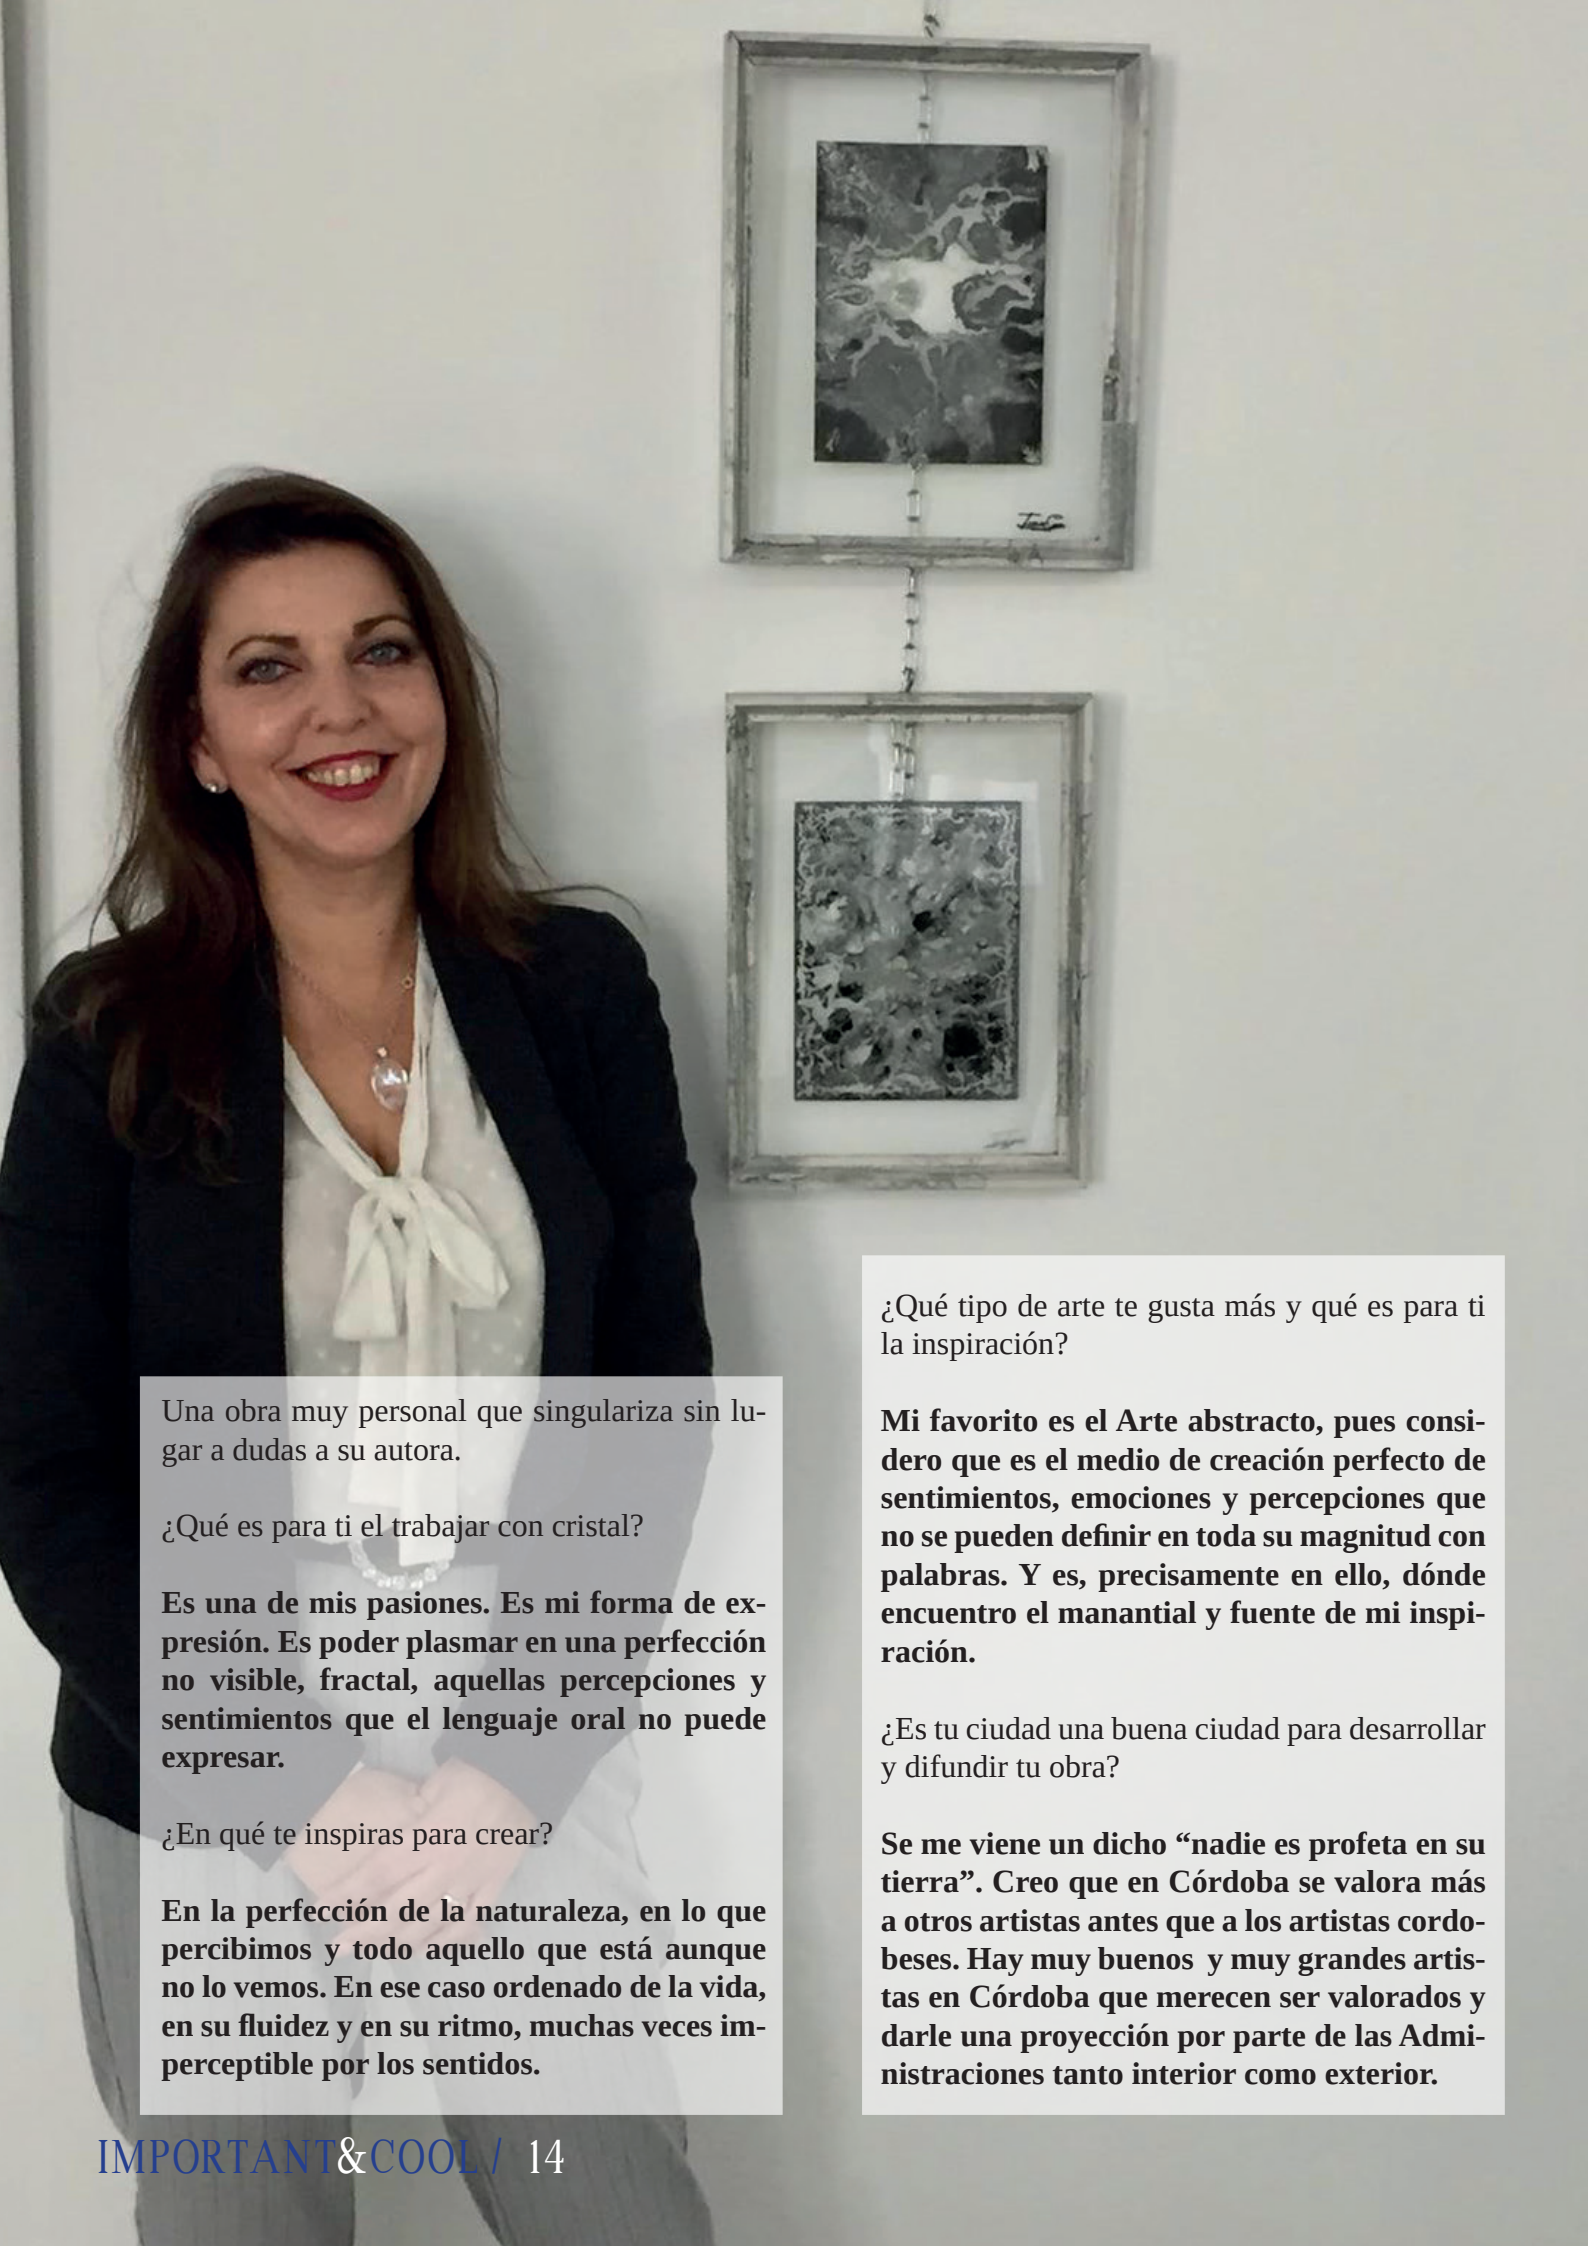 Una obra muy personal que singulariza sin lu-
gar a dudas a su autora.
¿Qué es para ti el trabajar con cristal?
Es una de mis pasiones. Es mi forma de ex-
presión. Es poder plasmar en una perfección
no visible, fractal, aquellas percepciones y
sentimientos que el lenguaje oral no puede
expresar.
¿En qué te inspiras para crear?
En la perfección de la naturaleza, en lo que
percibimos y todo aquello que está aunque
no lo vemos. En ese caso ordenado de la vida,
en su fluidez y en su ritmo, muchas veces im-
perceptible por los sentidos.
¿Qué tipo de arte te gusta más y qué es para ti
la inspiración?
Mi favorito es el Arte abstracto, pues consi-
dero que es el medio de creación perfecto de
sentimientos, emociones y percepciones que
no se pueden definir en toda su magnitud con
palabras. Y es, precisamente en ello, dónde
encuentro el manantial y fuente de mi inspi-
ración.
¿Es tu ciudad una buena ciudad para desarrollar
y difundir tu obra?
Se me viene un dicho “nadie es profeta en su
tierra”. Creo que en Córdoba se valora más
a otros artistas antes que a los artistas cordo-
beses. Hay muy buenos  y muy grandes artis-
tas en Córdoba que merecen ser valorados y
darle una proyección por parte de las Admi-
nistraciones tanto interior como exterior.
IMPORTANT&COOL / 14